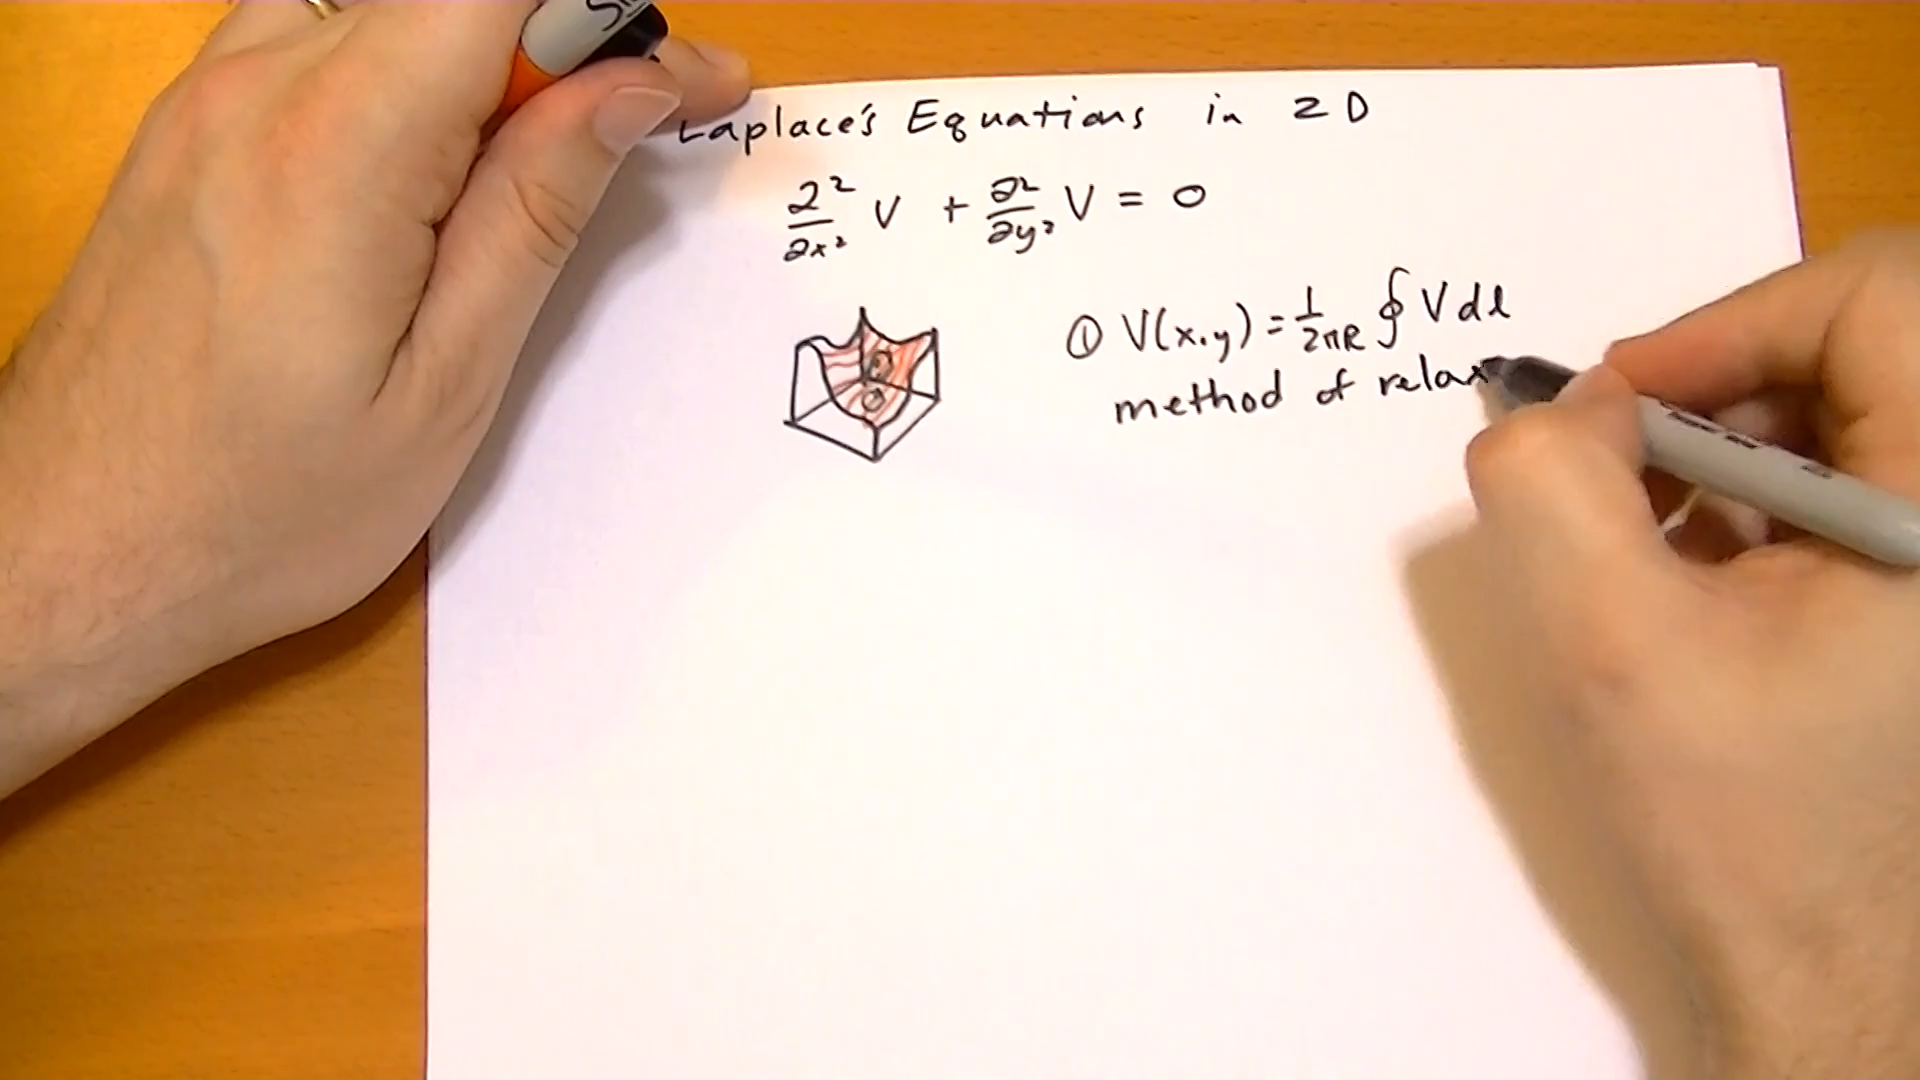 Laplace's Equations in 2D
∂²/∂x² V + ∂²/∂y² V = 0
① V(x,y) = 1/2πR ∮ V dl
method of relax